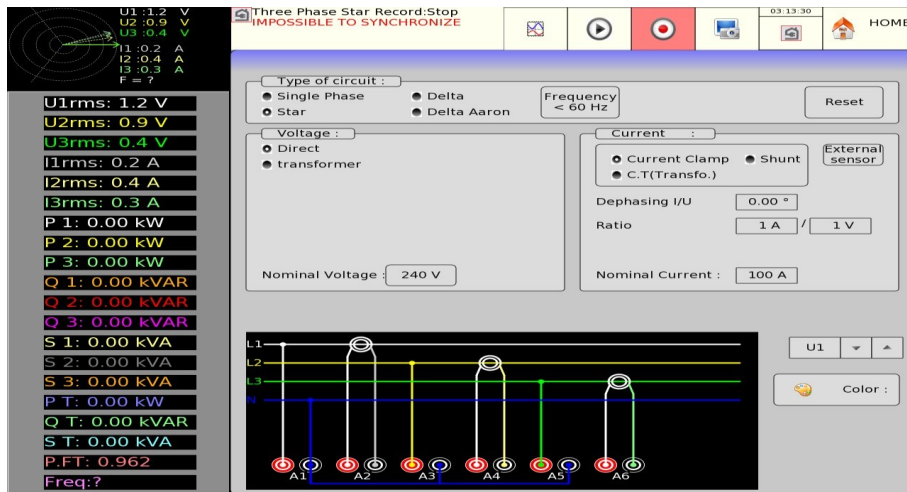 U1 :1.2 V
U2 :0.9 V
U3 :0.4 V
I1 :0.2 A
I2 :0.4 A
I3 :0.3 A
F = ?
Three Phase Star Record:Stop
IMPOSSIBLE TO SYNCHRONIZE
03:13:30
HOME
U1rms: 1.2 V
U2rms: 0.9 V
U3rms: 0.4 V
I1rms: 0.2 A
I2rms: 0.4 A
I3rms: 0.3 A
P 1: 0.00 kW
P 2: 0.00 kW
P 3: 0.00 kW
Q 1: 0.00 kVAR
Q 2: 0.00 kVAR
Q 3: 0.00 kVAR
S 1: 0.00 kVA
S 2: 0.00 kVA
S 3: 0.00 kVA
P T: 0.00 kW
Q T: 0.00 kVAR
S T: 0.00 kVA
P.FT: 0.962
Freq:?
Type of circuit :
Single Phase
Delta
Star
Delta Aaron
Frequency
< 60 Hz
Reset
Voltage :
Direct
transformer
Nominal Voltage :
240 V
Current :
Current Clamp
Shunt
C.T(Transfo.)
External
sensor
Dephasing I/U
0.00 °
Ratio
1 A / 1 V
Nominal Current :
100 A
L1
L2
L3
N
A1 A2 A3 A4 A5 A6
U1
Color :